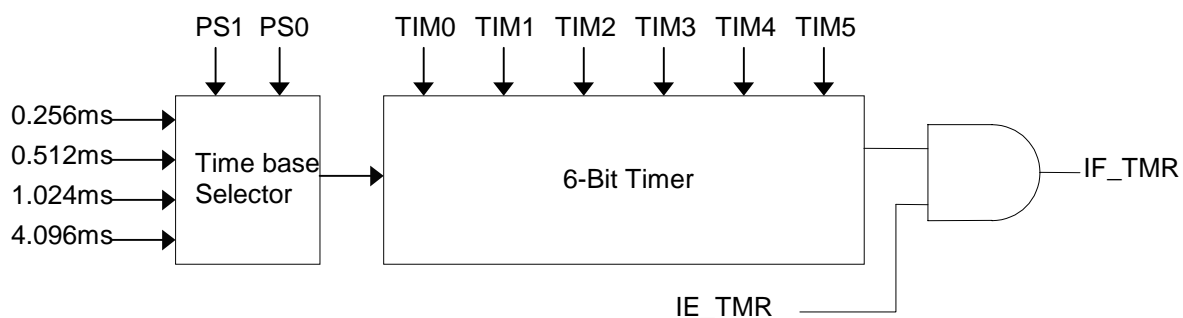 PS1 PS0 TIM0 TIM1 TIM2 TIM3 TIM4 TIM5
0.256ms
0.512ms
1.024ms
4.096ms
Time base
Selector
6-Bit Timer
IF_TMR
IE_TMR